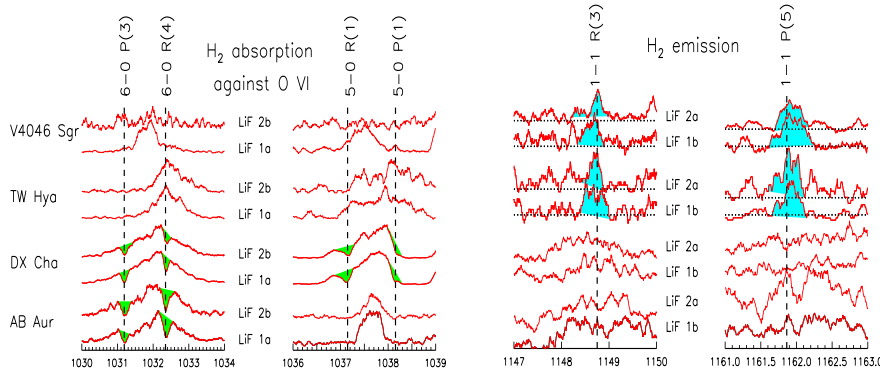 6-0 P(3)
6-0 R(4)
H2 absorption
against O VI
5-0 R(1)
5-0 P(1)
H2 emission
1-1 R(3)
1-1 P(5)
V4046 Sgr
LiF 2b
LiF 1a
LiF 2a
LiF 1b
TW Hya
LiF 2b
LiF 1a
LiF 2a
LiF 1b
DX Cha
LiF 2b
LiF 1a
LiF 2a
LiF 1b
AB Aur
LiF 2b
LiF 1a
LiF 2a
LiF 1b
1030 1031 1032 1033 1034
1036 1037 1038 1039
1147 1148 1149 1150
1161.0 1161.5 1162.0 1162.5 1163.0